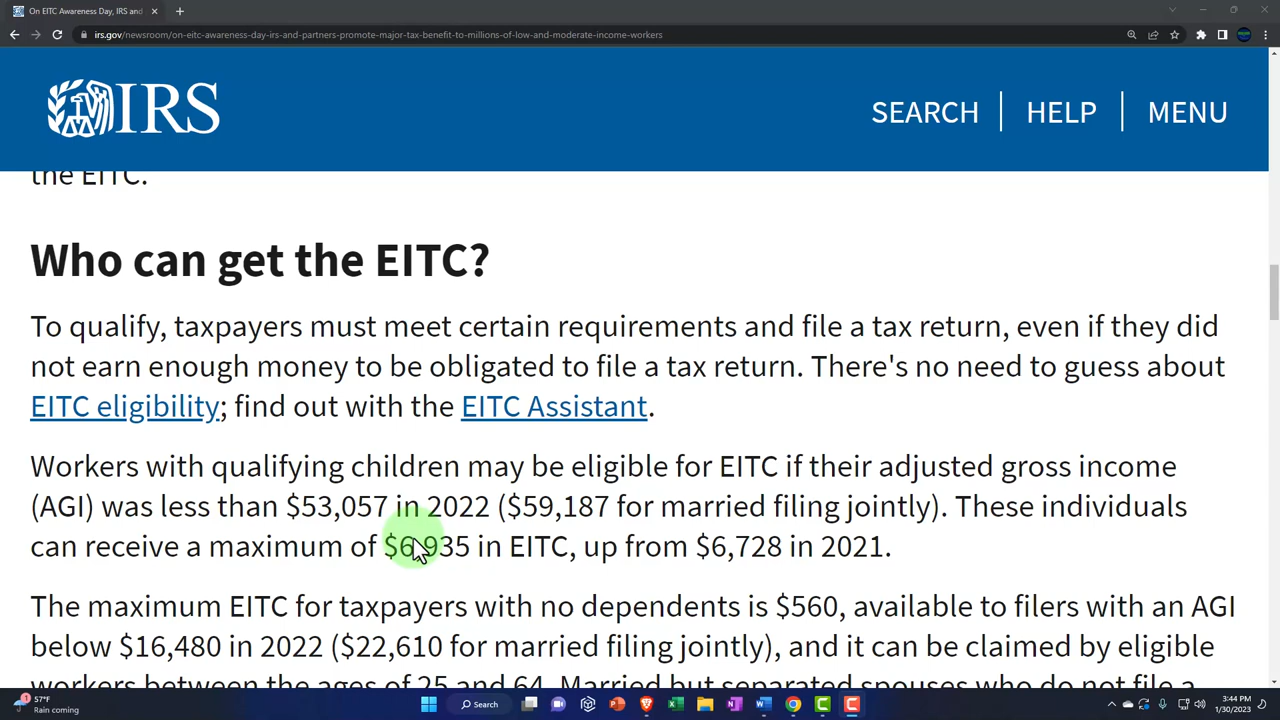 On EITC Awareness Day, IRS and
irs.gov/newsroom/on-eitc-awareness-day-irs-and-partners-promote-major-tax-benefit-to-millions-of-low-and-moderate-income-workers
IRS
SEARCH HELP MENU
the EITC.
Who can get the EITC?
To qualify, taxpayers must meet certain requirements and file a tax return, even if they did
not earn enough money to be obligated to file a tax return. There's no need to guess about
EITC eligibility; find out with the EITC Assistant.
Workers with qualifying children may be eligible for EITC if their adjusted gross income
(AGI) was less than $53,057 in 2022 ($59,187 for married filing jointly). These individuals
can receive a maximum of $6,935 in EITC, up from $6,728 in 2021.
The maximum EITC for taxpayers with no dependents is $560, available to filers with an AGI
below $16,480 in 2022 ($22,610 for married filing jointly), and it can be claimed by eligible
workers between the ages of 25 and 64. Married but separated spouses who do not file a
1
57°F
Rain coming
Search
3:44 PM
1/30/2023